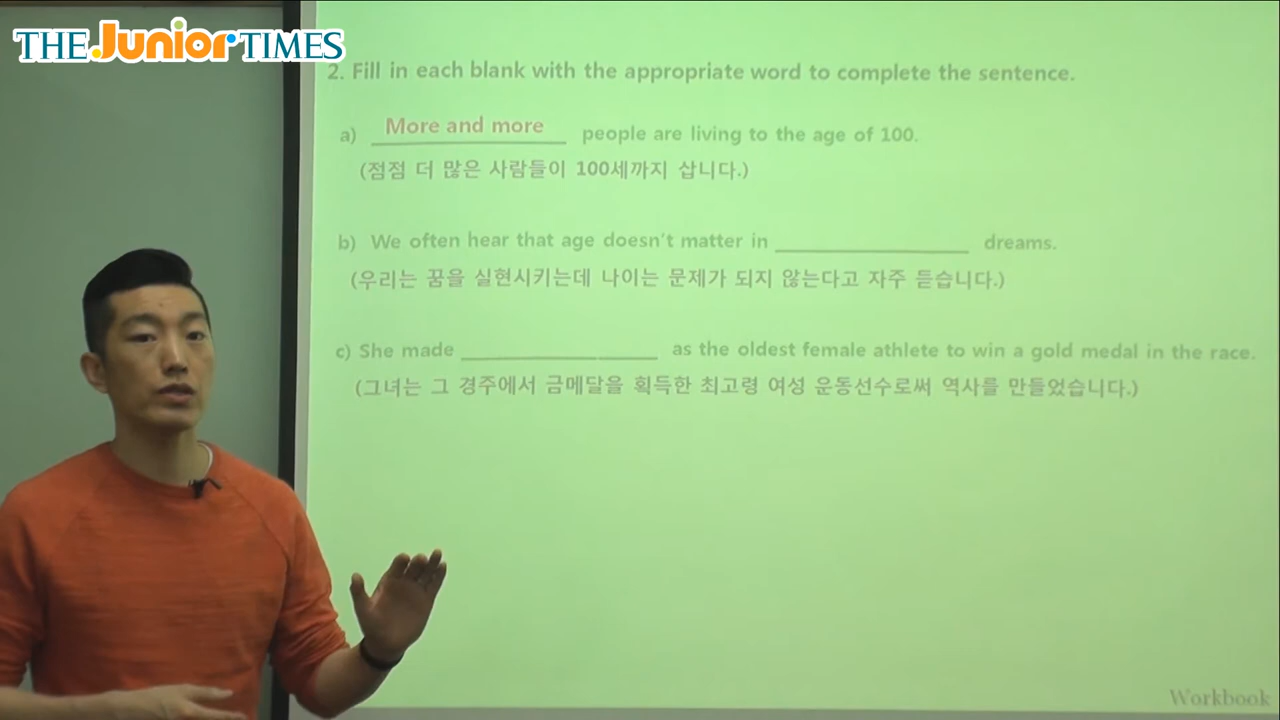 THE Junior TIMES
2. Fill in each blank with the appropriate word to complete the sentence.
a) More and more people are living to the age of 100.
(점점 더 많은 사람들이 100세까지 삽니다.)
b) We often hear that age doesn't matter in ____________ dreams.
(우리는 꿈을 실현시키는데 나이는 문제가 되지 않는다고 자주 듣습니다.)
c) She made ____________ as the oldest female athlete to win a gold medal in the race.
(그녀는 그 경주에서 금메달을 획득한 최고령 여성 운동선수로써 역사를 만들었습니다.)
Workbook